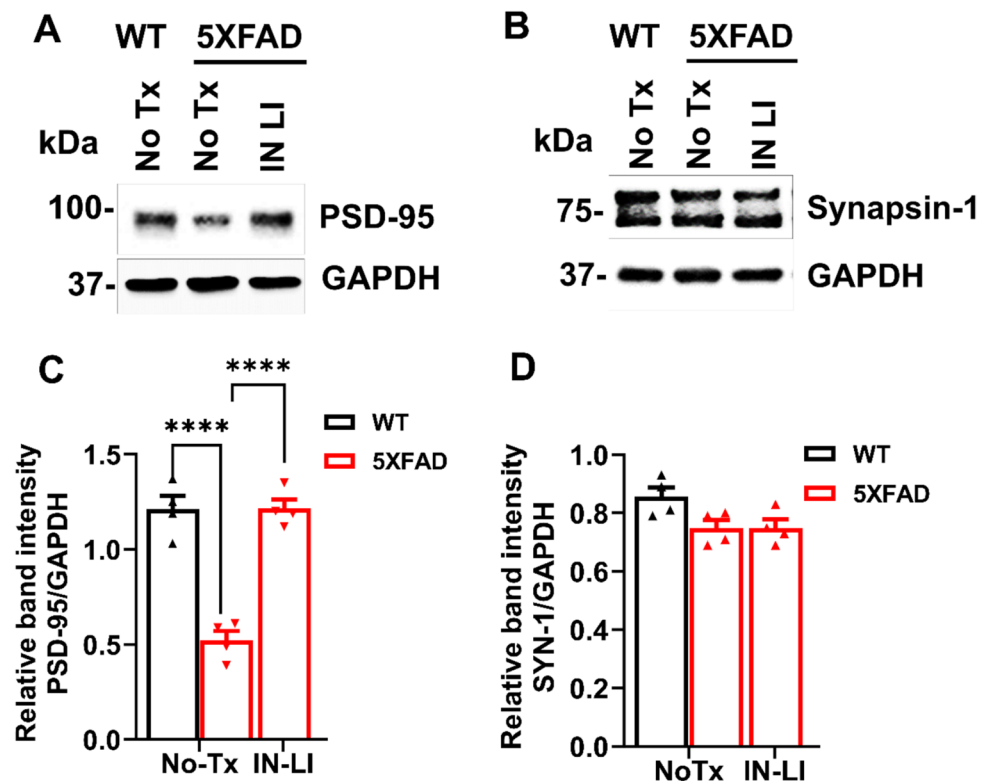 A
WT 5XFAD
No Tx No Tx IN LI
kDa
100- PSD-95
37- GAPDH
B
WT 5XFAD
No Tx No Tx IN LI
kDa
75- Synapsin-1
37- GAPDH
C
****
****
WT
5XFAD
Relative band intensity
PSD-95/GAPDH
1.5
1.0
0.5
0.0
No-Tx IN-LI
D
WT
5XFAD
Relative band intensity
SYN-1/GAPDH
1.0
0.8
0.6
0.4
0.2
0.0
NoTx IN-LI